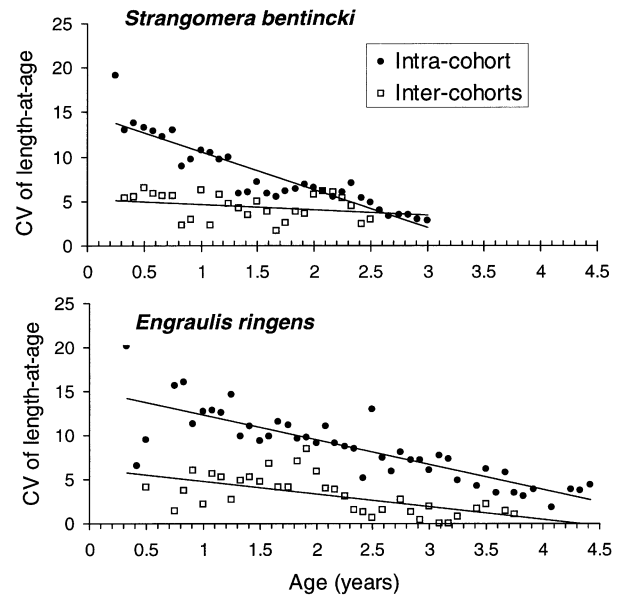 Strangomera bentincki
25
20
15
10
5
0
CV of length-at-age
Intra-cohort
Inter-cohorts
0 0.5 1 1.5 2 2.5 3 3.5 4 4.5
Engraulis ringens
25
20
15
10
5
0
CV of length-at-age
0 0.5 1 1.5 2 2.5 3 3.5 4 4.5
Age (years)